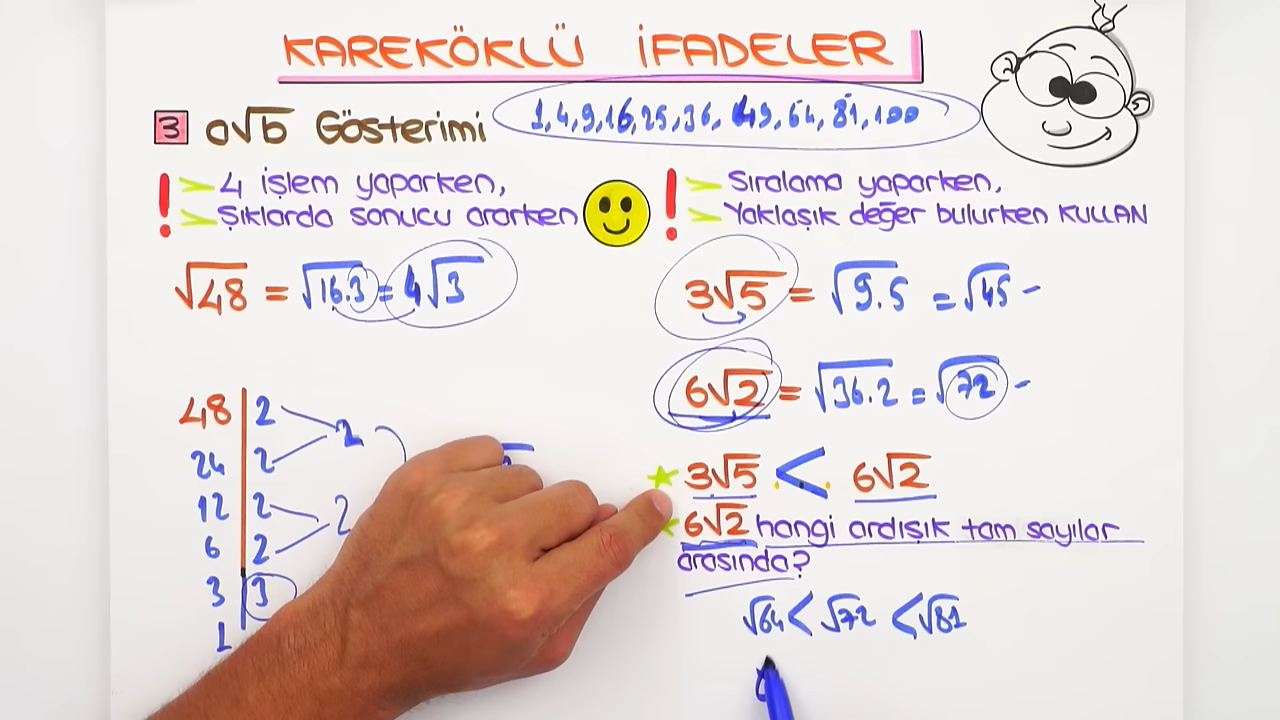 KAREKÖKLÜ İFADELER
3 a√b Gösterimi
1,4,9,16,25,36,49,64,81,100
! > 4 işlem yaparken,
> Şıklarda sonucu ararken
! > Sıralama yaparken,
> Yaklaşık değer bulurken KULLAN
√48 = √16.3 = 4√3
48 | 2
24 | 2
12 | 2
6 | 2
3 | 3
1
2
2
3√5 = √9.5 = √45 -
6√2 = √36.2 = √72 -
3√5 < 6√2
6√2 hangi ardışık tam sayılar
arasında?
√64 < √72 < √81